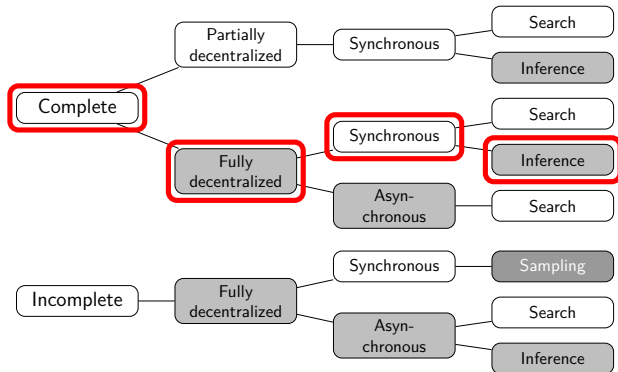 Partially
decentralized
Synchronous
Search
Inference
Complete
Fully
decentralized
Synchronous
Search
Inference
Asyn-
chronous
Search
Incomplete
Fully
decentralized
Synchronous
Sampling
Asyn-
chronous
Search
Inference